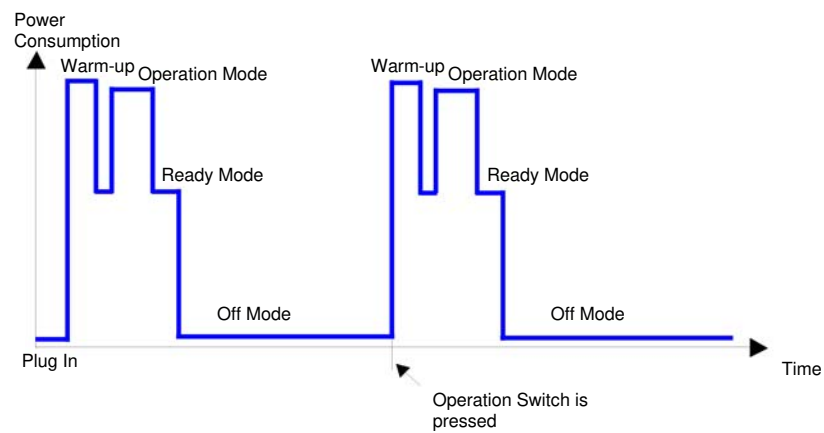 Power
Consumption
Warm-up
Operation Mode
Warm-up
Operation Mode
Ready Mode
Ready Mode
Off Mode
Off Mode
Plug In
Time
Operation Switch is
pressed